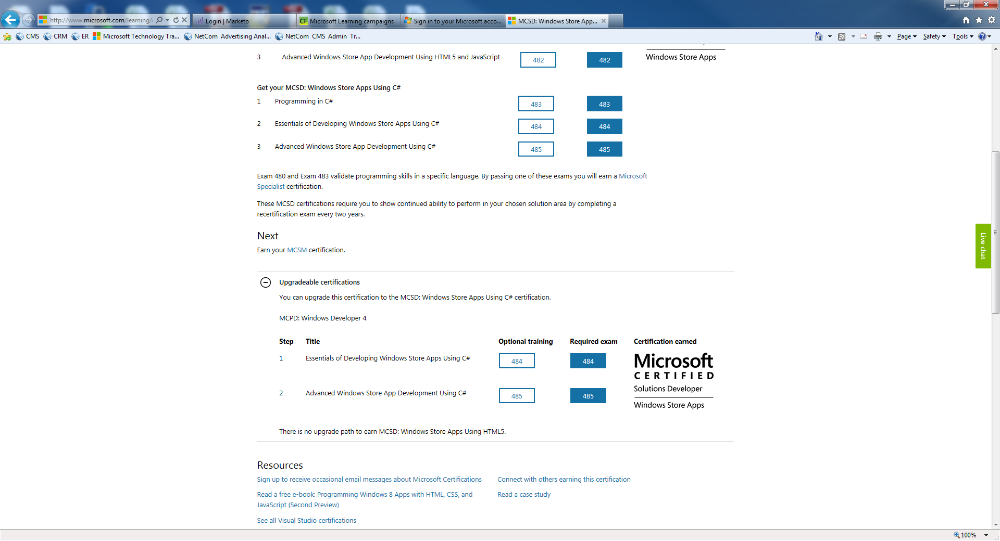 http://www.microsoft.com/learning/
Login | Marketo
CF Microsoft Learning campaigns
Sign in to your Microsoft acco...
MCSD: Windows Store App...
CMS
CRM
ER
Microsoft Technology Tra...
NetCom Advertising Anal...
NetCom CMS Admin Tr...
Page
Safety
Tools
3 Advanced Windows Store App Development Using HTML5 and JavaScript 482 482
Windows Store Apps
Get your MCSD: Windows Store Apps Using C#
1 Programming in C# 483 483
2 Essentials of Developing Windows Store Apps Using C# 484 484
3 Advanced Windows Store App Development Using C# 485 485
Exam 480 and Exam 483 validate programming skills in a specific language. By passing one of these exams you will earn a Microsoft
Specialist certification.
These MCSD certifications require you to show continued ability to perform in your chosen solution area by completing a
recertification exam every two years.
Next
Earn your MCSM certification.
Live chat
Upgradeable certifications
You can upgrade this certification to the MCSD: Windows Store Apps Using C# certification.
MCPD: Windows Developer 4
Step Title Optional training Required exam Certification earned
1 Essentials of Developing Windows Store Apps Using C# 484 484
Microsoft
CERTIFIED
Solutions Developer
2 Advanced Windows Store App Development Using C# 485 485
Windows Store Apps
There is no upgrade path to earn MCSD: Windows Store Apps Using HTML5.
Resources
Sign up to receive occasional email messages about Microsoft Certifications
Connect with others earning this certification
Read a free e-book: Programming Windows 8 Apps with HTML, CSS, and
JavaScript (Second Preview)
Read a case study
See all Visual Studio certifications
100%